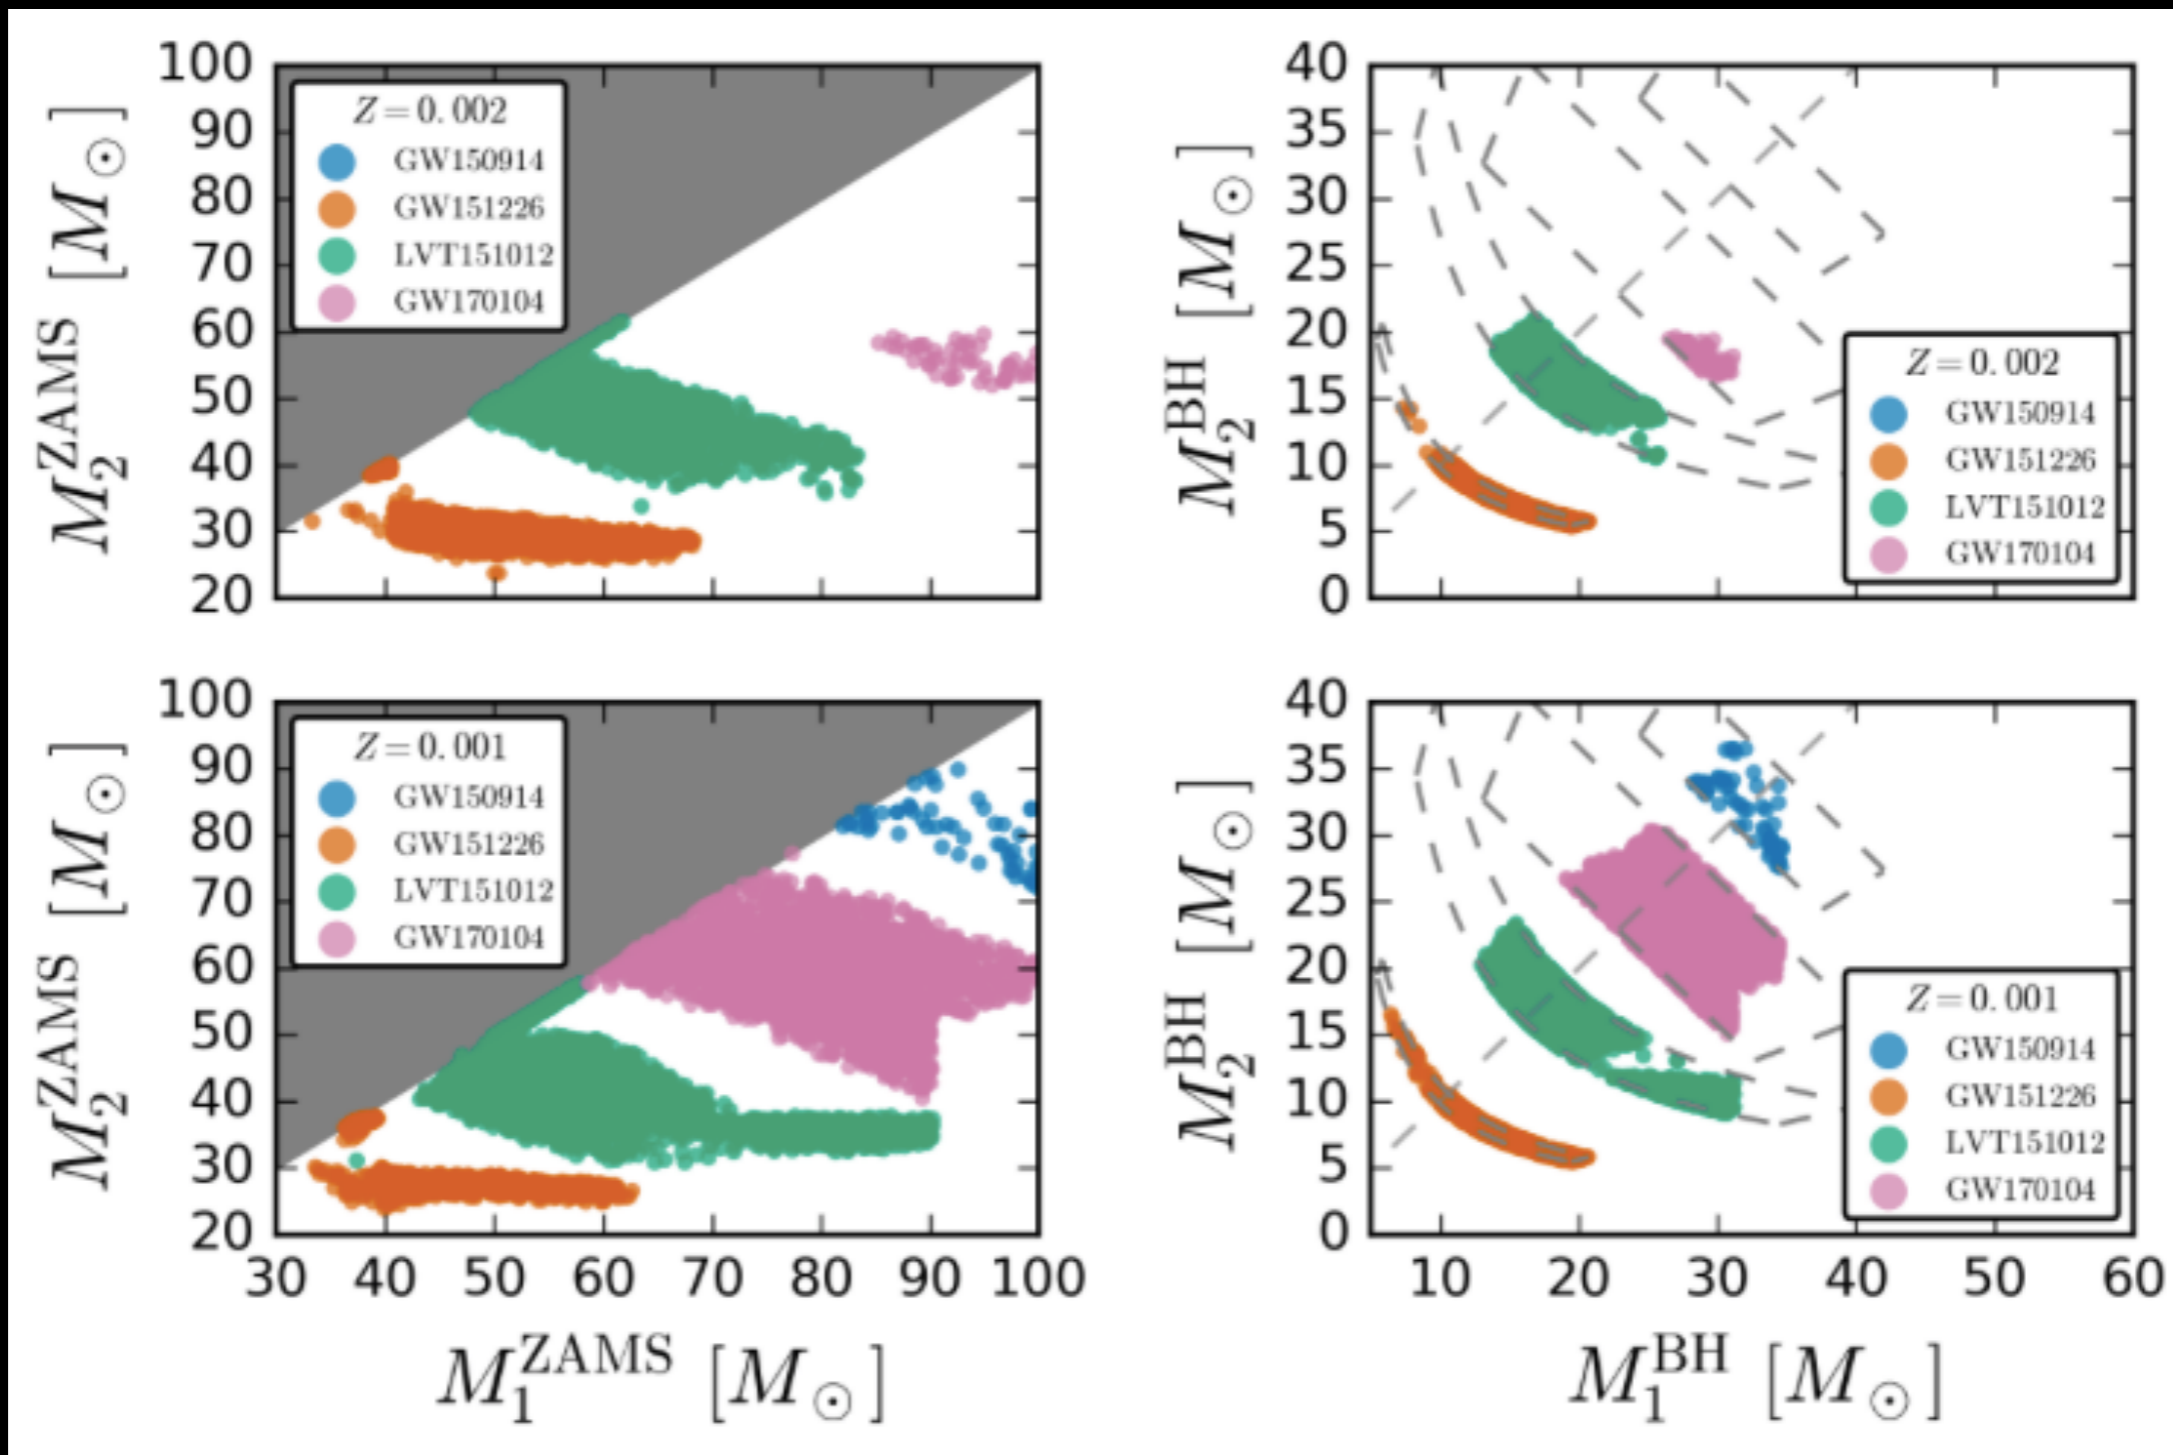 100
90
80
70
60
50
40
30
20
M_2^ZAMS [M_⊙]
Z = 0.002
GW150914
GW151226
LVT151012
GW170104
40
35
30
25
20
15
10
5
0
M_2^BH [M_⊙]
Z = 0.002
GW150914
GW151226
LVT151012
GW170104
100
90
80
70
60
50
40
30
20
M_2^ZAMS [M_⊙]
Z = 0.001
GW150914
GW151226
LVT151012
GW170104
30 40 50 60 70 80 90 100
M_1^ZAMS [M_⊙]
40
35
30
25
20
15
10
5
0
M_2^BH [M_⊙]
Z = 0.001
GW150914
GW151226
LVT151012
GW170104
10 20 30 40 50 60
M_1^BH [M_⊙]